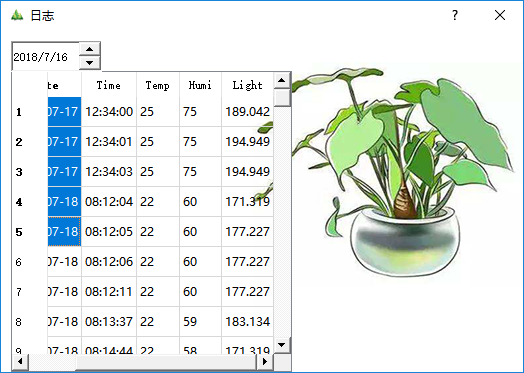 日志
2018/7/16
te Time Temp Humi Light
1 07-17 12:34:00 25 75 189.042
2 07-17 12:34:01 25 75 194.949
3 07-17 12:34:03 25 75 194.949
4 07-18 08:12:04 22 60 171.319
5 07-18 08:12:05 22 60 177.227
6 07-18 08:12:06 22 60 177.227
7 07-18 08:12:11 22 60 177.227
8 07-18 08:13:37 22 59 183.134
9 07-18 08:14:44 22 58 171.319